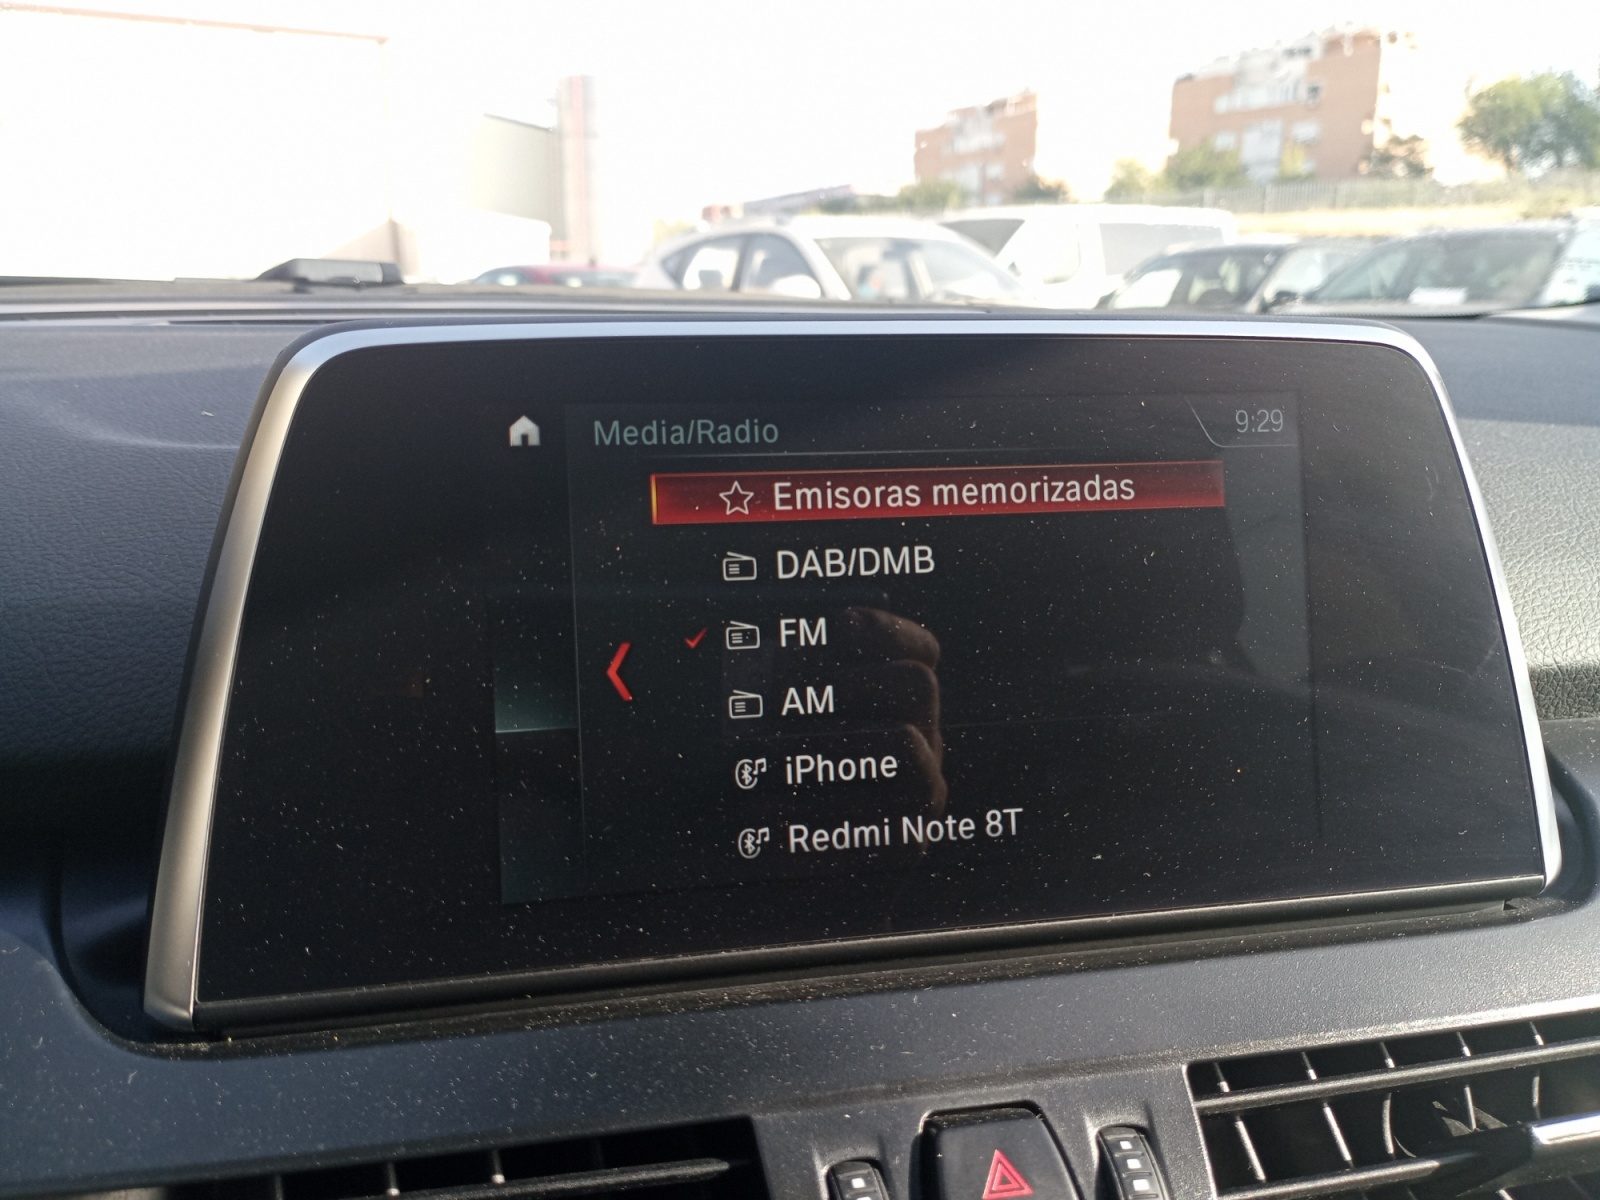 Media/Radio
9:29
Emisoras memorizadas
DAB/DMB
FM
AM
iPhone
Redmi Note 8T